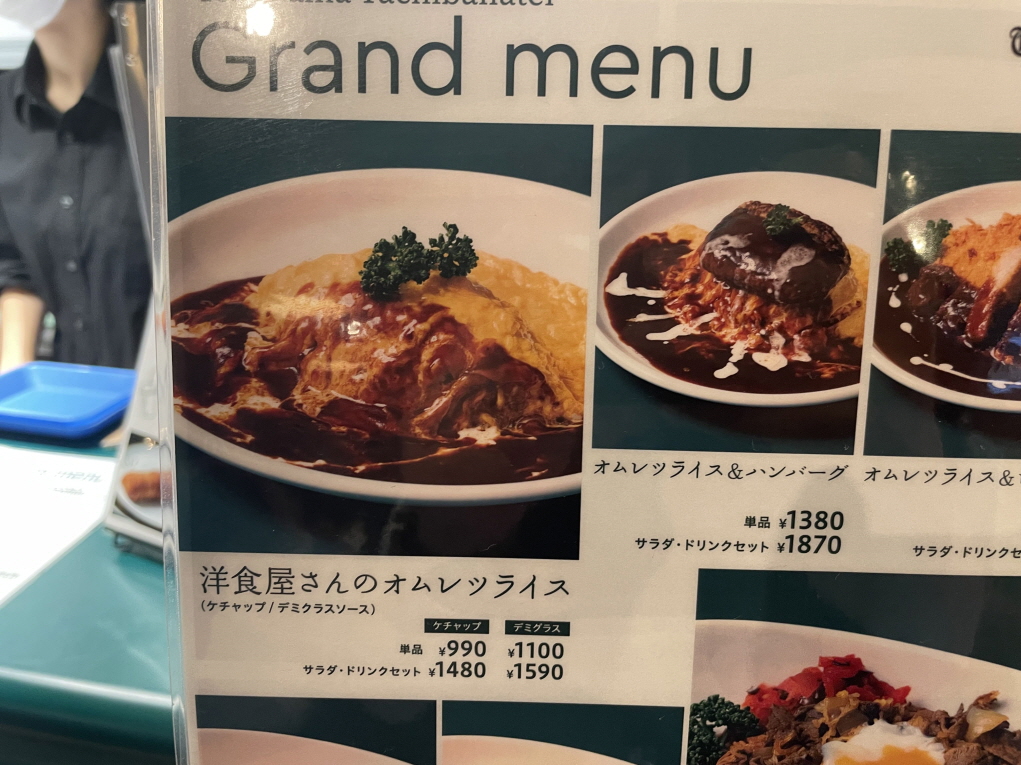 Grand menu
オムレツライス&ハンバーグ
オムレツライス&
単品 ¥1380
サラダ・ドリンクセット ¥1870
サラダ・ドリンクセ
洋食屋さんのオムレツライス
(ケチャップ / デミクラスソース)
ケチャップ デミグラス
単品 ¥990 ¥1100
サラダ・ドリンクセット ¥1480 ¥1590